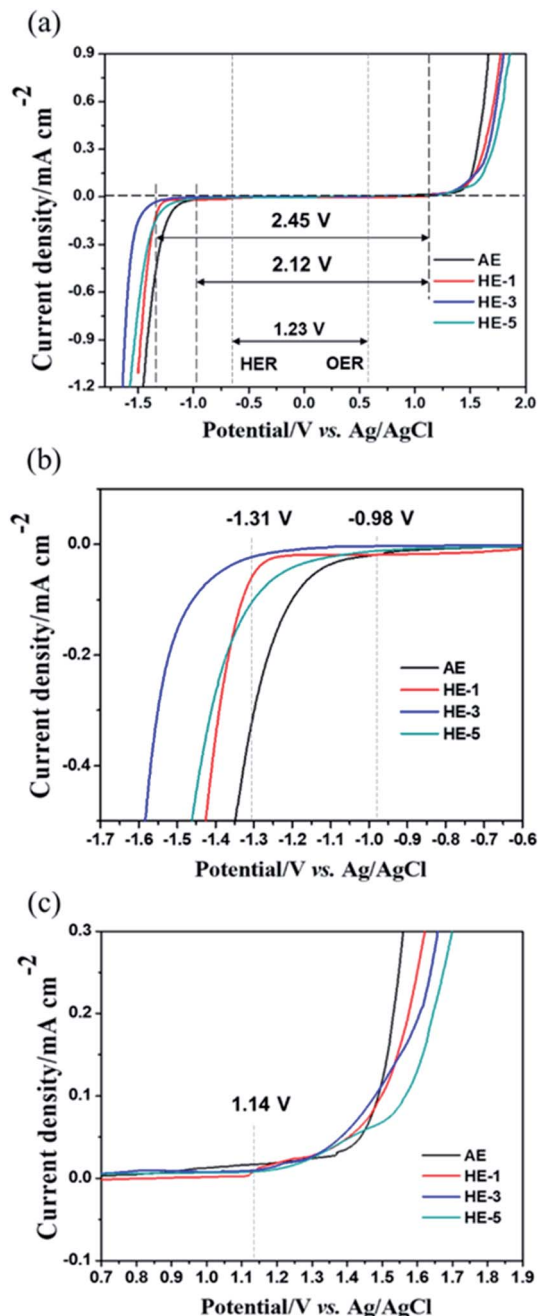 (a)
Current density/mA cm-2
0.9
0.6
0.3
0.0
-0.3
-0.6
-0.9
-1.2
2.45 V
2.12 V
1.23 V
HER
OER
AE
HE-1
HE-3
HE-5
-1.5 -1.0 -0.5 0.0 0.5 1.0 1.5 2.0
Potential/V vs. Ag/AgCl
(b)
Current density/mA cm-2
0.0
-0.2
-0.4
-1.31 V
-0.98 V
AE
HE-1
HE-3
HE-5
-1.7 -1.6 -1.5 -1.4 -1.3 -1.2 -1.1 -1.0 -0.9 -0.8 -0.7 -0.6
Potential/V vs. Ag/AgCl
(c)
Current density/mA cm-2
0.3
0.2
0.1
0.0
-0.1
1.14 V
AE
HE-1
HE-3
HE-5
0.7 0.8 0.9 1.0 1.1 1.2 1.3 1.4 1.5 1.6 1.7 1.8 1.9
Potential/V vs. Ag/AgCl